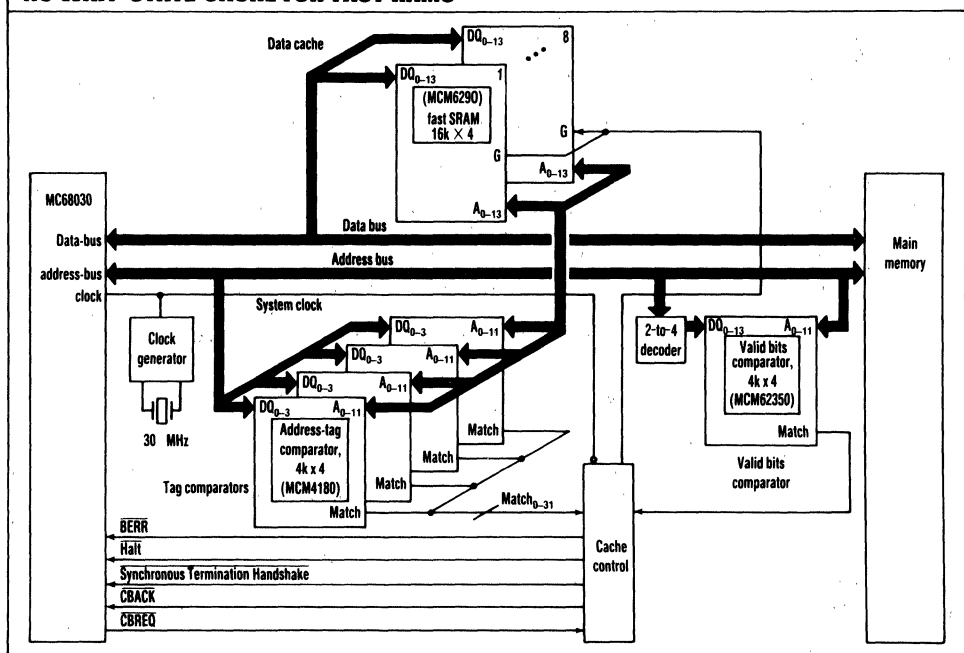 Data cache
DQ0–13
8
DQ0–13
1
(MCM6290)
fast SRAM
16k × 4
G
G
A0–13
A0–13
MC68030
Data-bus
Data bus
Main
memory
address-bus
Address bus
clock
System clock
Clock
generator
30 MHz
DQ0–3
A0–11
DQ0–3
A0–11
DQ0–3
A0–11
DQ0–3
A0–11
Address-tag
comparator,
4k x 4
(MCM4180)
Match
Match
Match
Match
Tag comparators
Match0–31
2-to-4
decoder
DQ0–13
A0–11
Valid bits
comparator,
4k x 4
(MCM62350)
Match
Valid bits
comparator
Cache
control
BERR
Halt
Synchronous Termination Handshake
CBACK
CBREQ